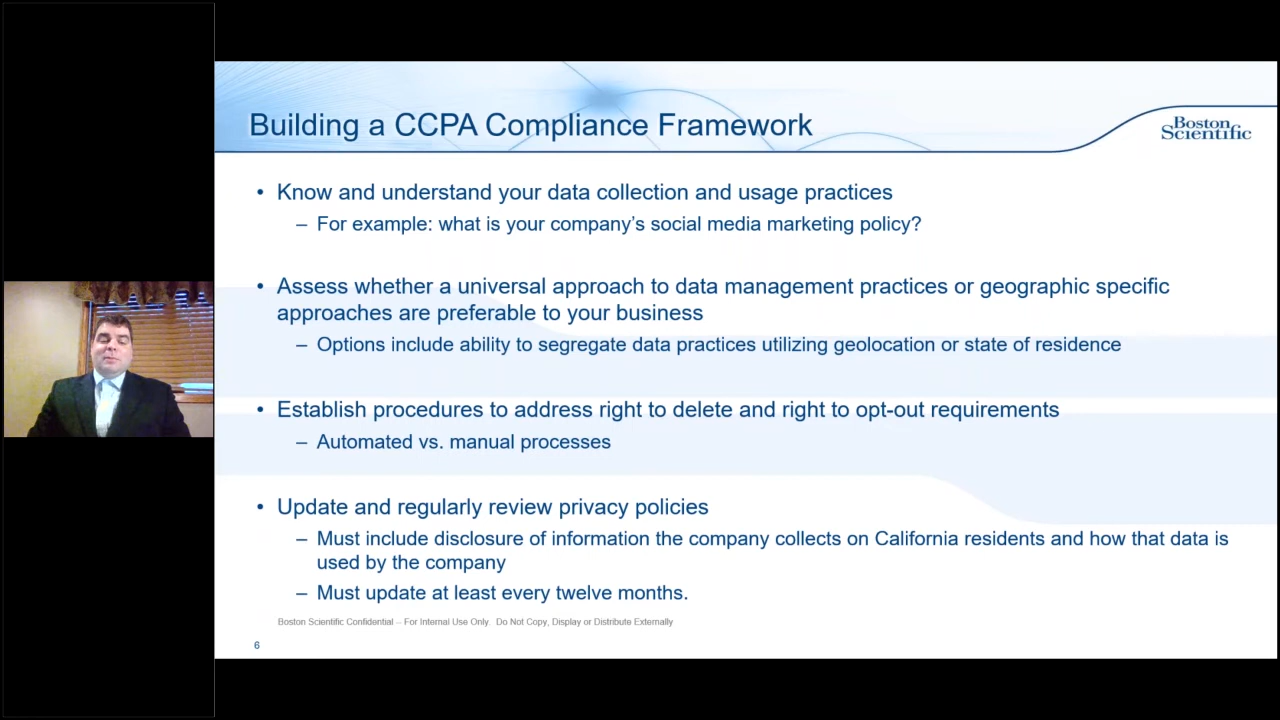 Building a CCPA Compliance Framework
Boston
Scientific
• Know and understand your data collection and usage practices
– For example: what is your company’s social media marketing policy?
• Assess whether a universal approach to data management practices or geographic specific
approaches are preferable to your business
– Options include ability to segregate data practices utilizing geolocation or state of residence
• Establish procedures to address right to delete and right to opt-out requirements
– Automated vs. manual processes
• Update and regularly review privacy policies
– Must include disclosure of information the company collects on California residents and how that data is
used by the company
– Must update at least every twelve months.
Boston Scientific Confidential -- For Internal Use Only. Do Not Copy, Display or Distribute Externally
6